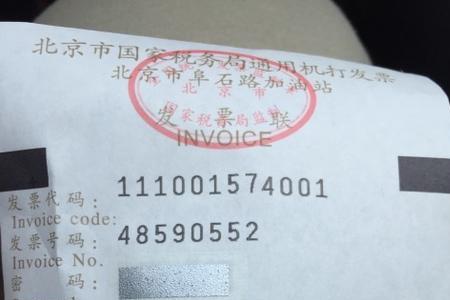 北京市国家税务局通用机打发票
北京市阜石路加油站
北京市
发票联
国家税务局监制
INVOICE
发票代码: 111001574001
Invoice code:
发票号码: 48590552
Invoice No.
密 码: